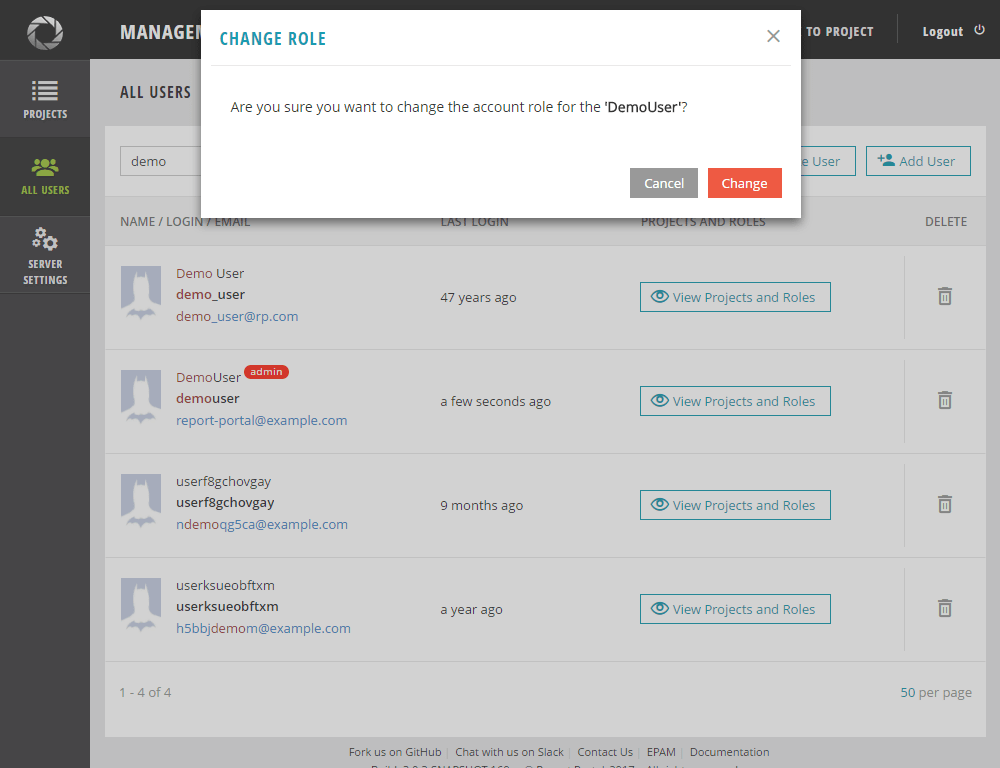 MANAGEM
TO PROJECT
Logout
CHANGE ROLE
Are you sure you want to change the account role for the 'DemoUser'?
Cancel
Change
PROJECTS
ALL USERS
SERVER
SETTINGS
ALL USERS
demo
e User
Add User
NAME / LOGIN / EMAIL
LAST LOGIN
PROJECTS AND ROLES
DELETE
Demo User
demo_user
demo_user@rp.com
47 years ago
View Projects and Roles
DemoUser admin
demouser
report-portal@example.com
a few seconds ago
View Projects and Roles
userf8gchovgay
userf8gchovgay
ndemoqg5ca@example.com
9 months ago
View Projects and Roles
userksueobftxm
userksueobftxm
h5bbjdemom@example.com
a year ago
View Projects and Roles
1 - 4 of 4
50 per page
Fork us on GitHub | Chat with us on Slack | Contact Us | EPAM | Documentation